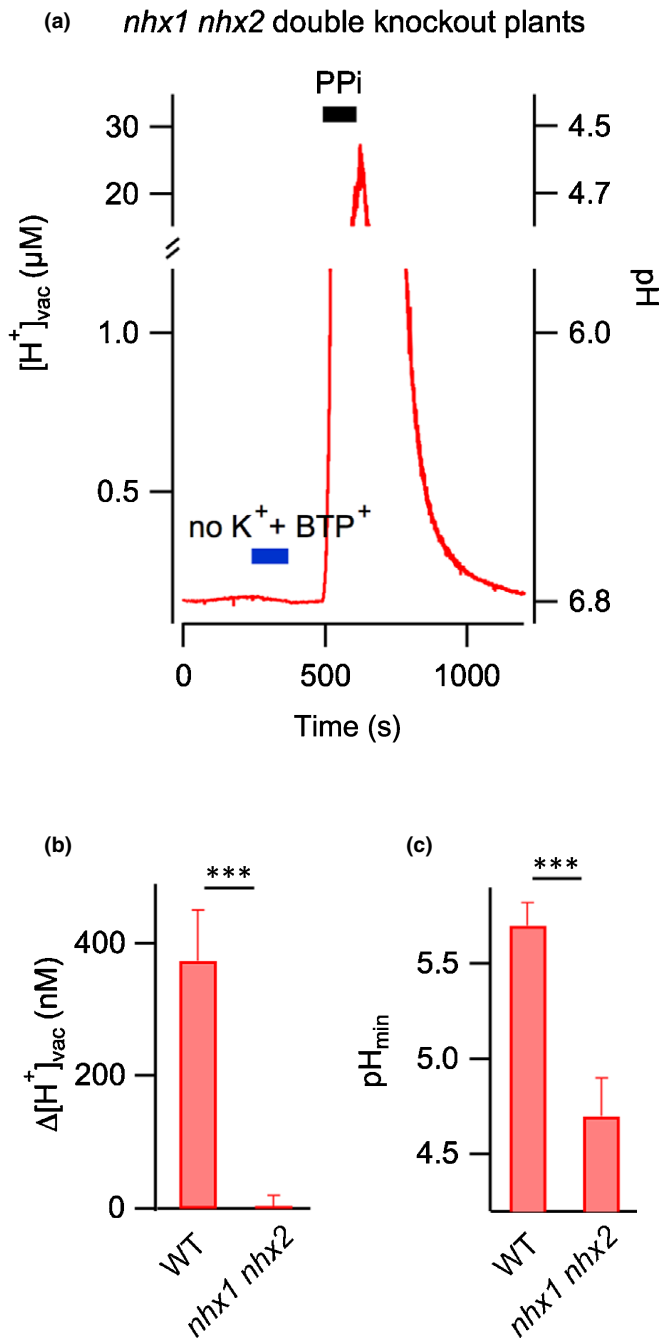 (a) nhx1 nhx2 double knockout plants
PPi
30
20
1.0
0.5
[H+]vac (µM)
4.5
4.7
6.0
6.8
pH
no K+ + BTP+
0 500 1000
Time (s)
(b)
***
400
200
0
Δ[H+]vac (nM)
WT nhx1 nhx2
(c)
***
5.5
5.0
4.5
pHmin
WT nhx1 nhx2